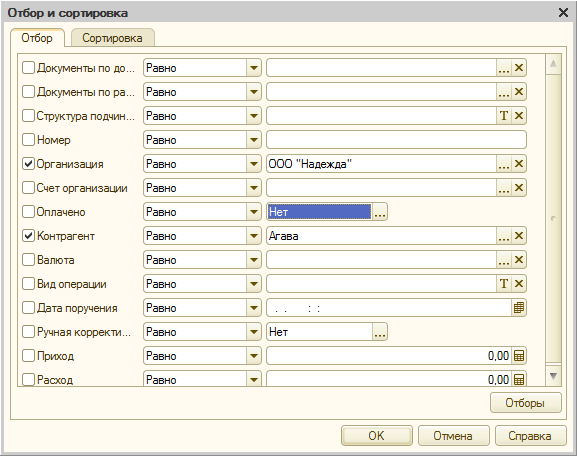 Отбор и сортировка
Отбор Сортировка
Документы по до... Равно
Документы по ра... Равно
Структура подчин... Равно T
Номер Равно
Организация Равно ООО "Надежда"
Счет организации Равно
Оплачено Равно Нет
Контрагент Равно Агава
Валюта Равно
Вид операции Равно T
Дата поручения Равно . . : :
Ручная корректи... Равно Нет
Приход Равно 0,00
Расход Равно 0,00
Отборы
OK Отмена Справка